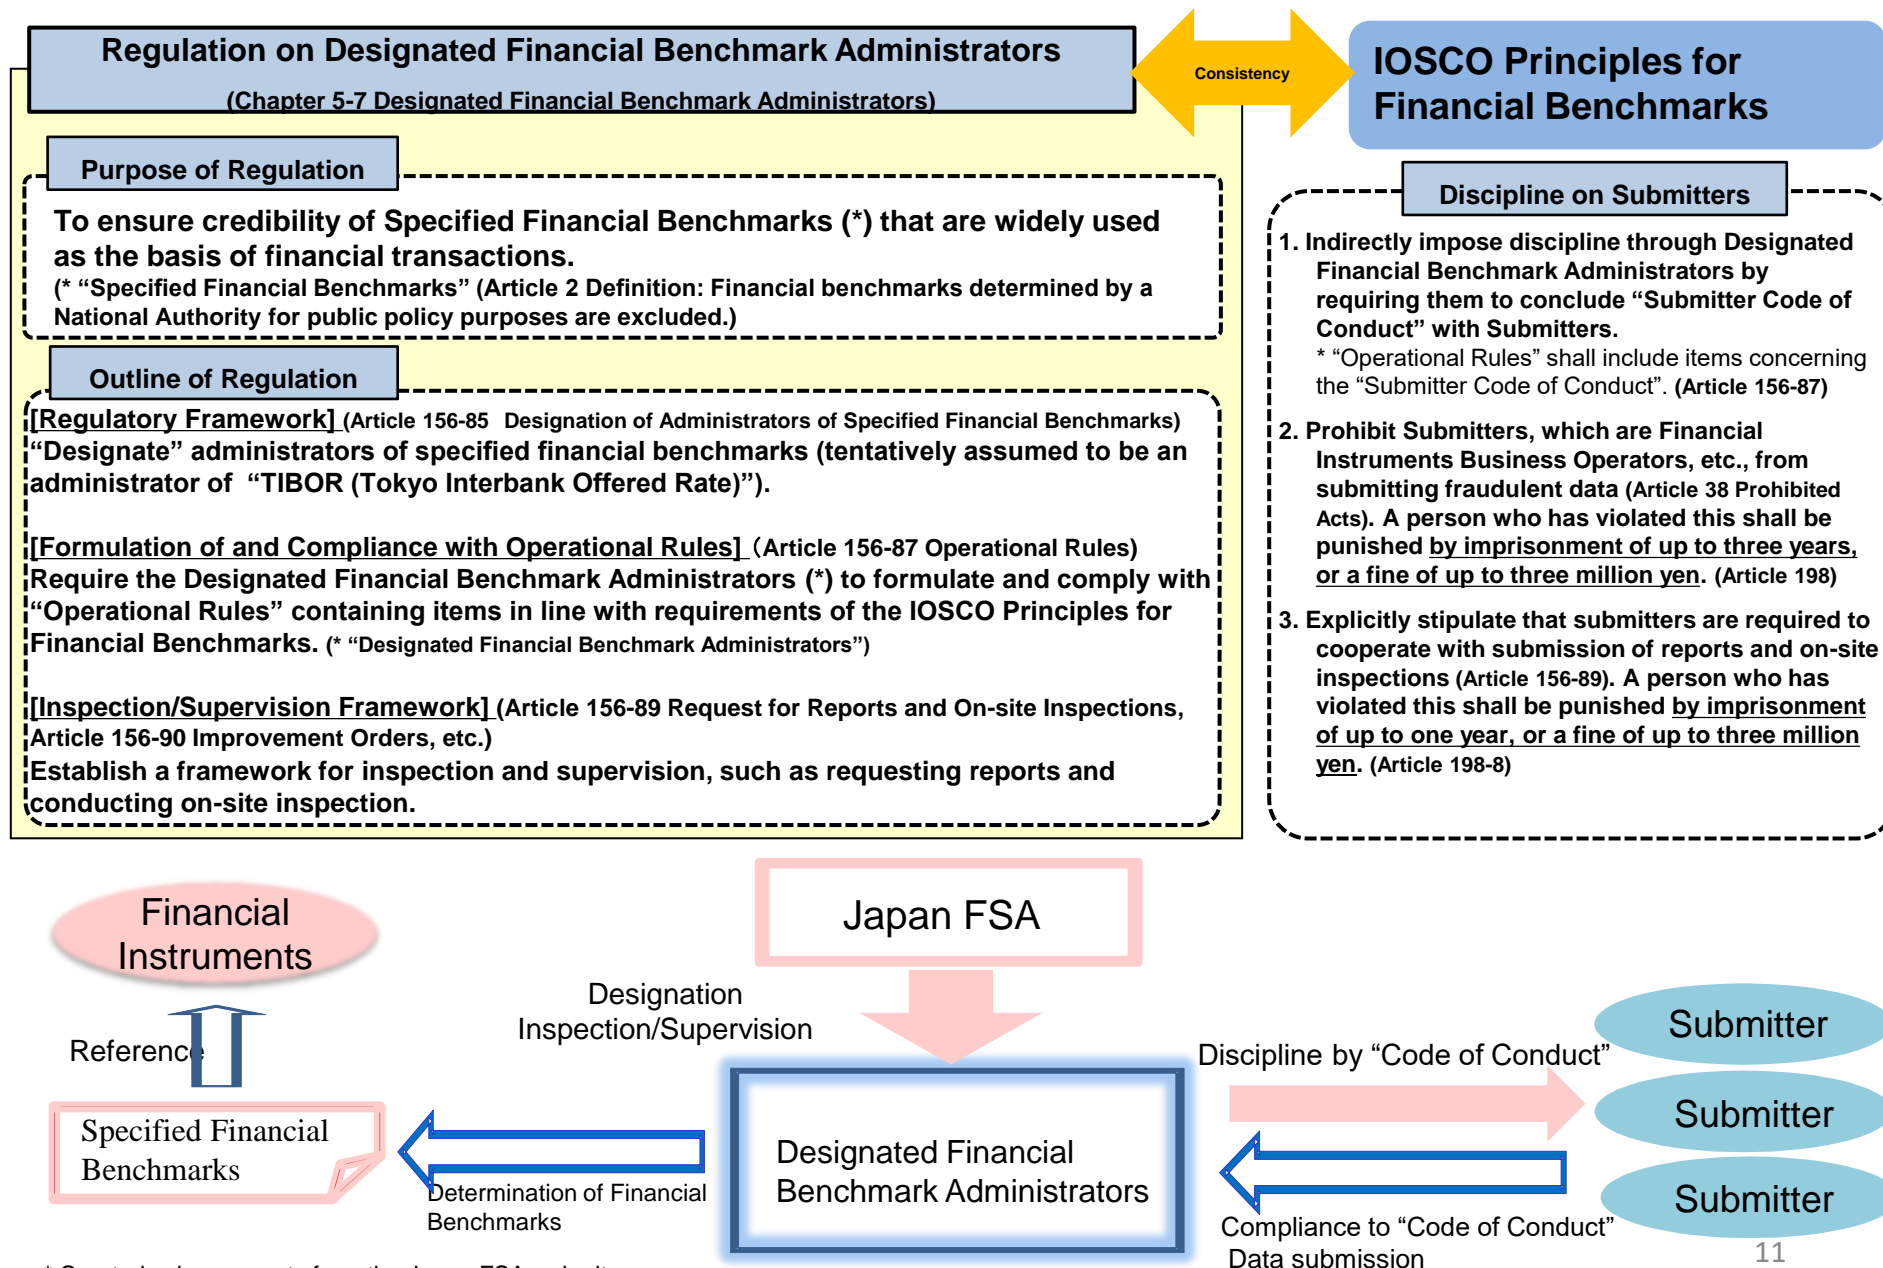 Regulation on Designated Financial Benchmark Administrators
(Chapter 5-7 Designated Financial Benchmark Administrators)
Consistency
IOSCO Principles for
Financial Benchmarks
Purpose of Regulation
To ensure credibility of Specified Financial Benchmarks (*) that are widely used
as the basis of financial transactions.
(* “Specified Financial Benchmarks” (Article 2 Definition: Financial benchmarks determined by a
National Authority for public policy purposes are excluded.)
Outline of Regulation
[Regulatory Framework] (Article 156-85 Designation of Administrators of Specified Financial Benchmarks)
“Designate” administrators of specified financial benchmarks (tentatively assumed to be an
administrator of “TIBOR (Tokyo Interbank Offered Rate)”).
[Formulation of and Compliance with Operational Rules] （Article 156-87 Operational Rules)
Require the Designated Financial Benchmark Administrators (*) to formulate and comply with
“Operational Rules” containing items in line with requirements of the IOSCO Principles for
Financial Benchmarks. (* “Designated Financial Benchmark Administrators”)
[Inspection/Supervision Framework] (Article 156-89 Request for Reports and On-site Inspections,
Article 156-90 Improvement Orders, etc.)
Establish a framework for inspection and supervision, such as requesting reports and
conducting on-site inspection.
Discipline on Submitters
1. Indirectly impose discipline through Designated
Financial Benchmark Administrators by
requiring them to conclude “Submitter Code of
Conduct” with Submitters.
* “Operational Rules” shall include items concerning
the “Submitter Code of Conduct”. (Article 156-87)
2. Prohibit Submitters, which are Financial
Instruments Business Operators, etc., from
submitting fraudulent data (Article 38 Prohibited
Acts). A person who has violated this shall be
punished by imprisonment of up to three years,
or a fine of up to three million yen. (Article 198)
3. Explicitly stipulate that submitters are required to
cooperate with submission of reports and on-site
inspections (Article 156-89). A person who has
violated this shall be punished by imprisonment
of up to one year, or a fine of up to three million
yen. (Article 198-8)
Financial
Instruments
Japan FSA
Designation
Inspection/Supervision
Reference
Specified Financial
Benchmarks
Determination of Financial
Benchmarks
Designated Financial
Benchmark Administrators
Discipline by “Code of Conduct”
Submitter
Submitter
Submitter
Compliance to “Code of Conduct”
Data submission
11